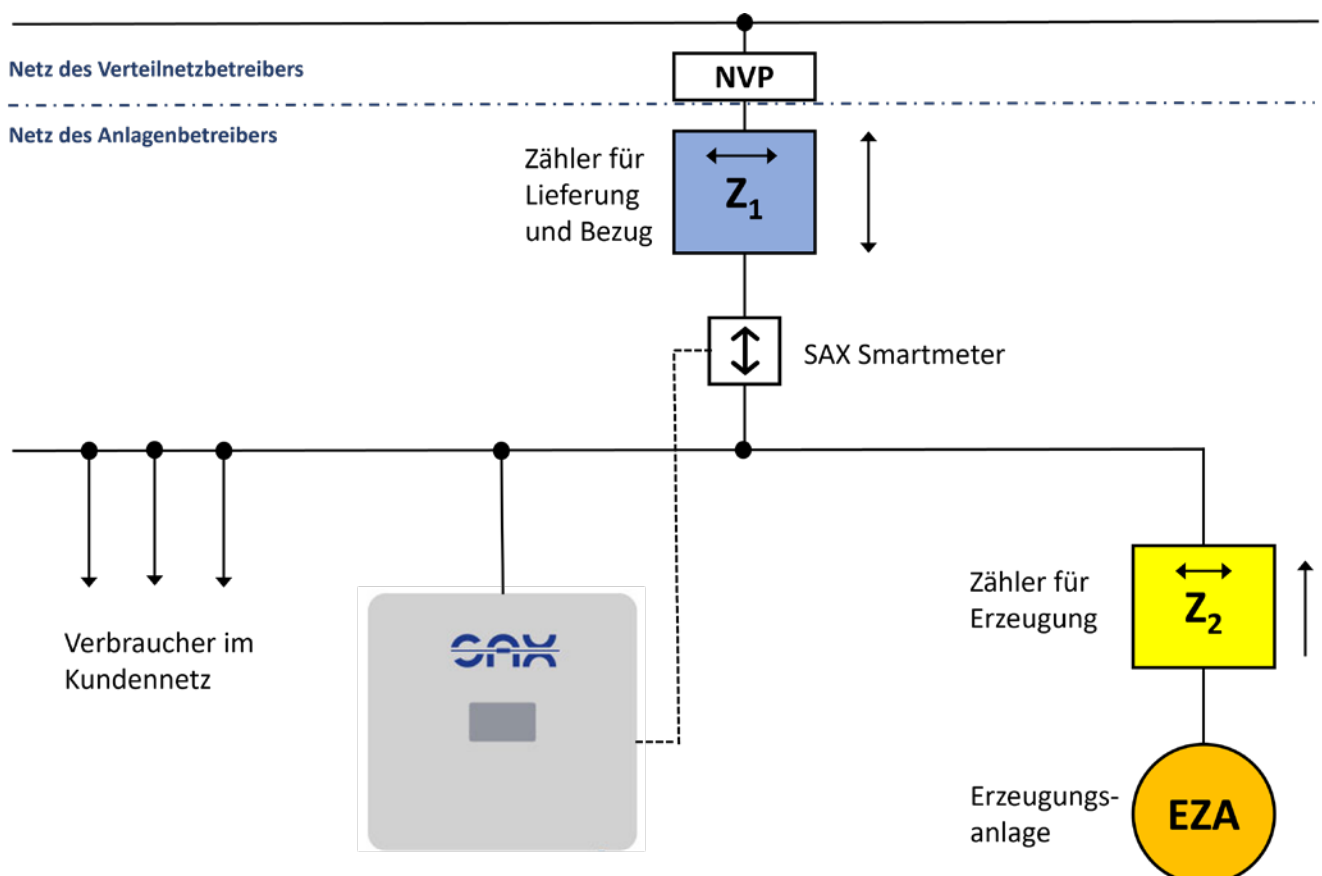 Netz des Verteilnetzbetreibers
NVP
Netz des Anlagenbetreibers
Zähler für
Lieferung
und Bezug
Z1
SAX Smartmeter
Zähler für
Erzeugung
Z2
Verbraucher im
Kundennetz
SAX
Erzeugungs-
anlage
EZA